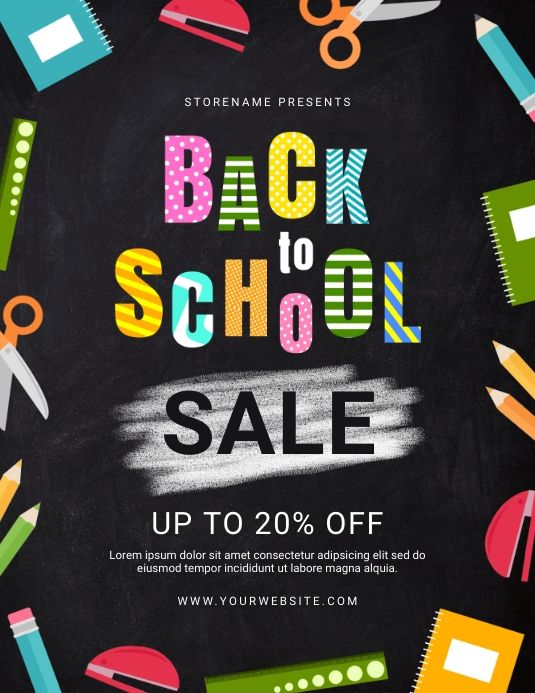 STORENAME PRESENTS
BACK
to
SCHOOL
SALE
UP TO 20% OFF
Lorem ipsum dolor sit amet consectetur adipisicing elit sed do
eiusmod tempor incididunt ut labore magna alquia.
WWW.YOURWEBSITE.COM